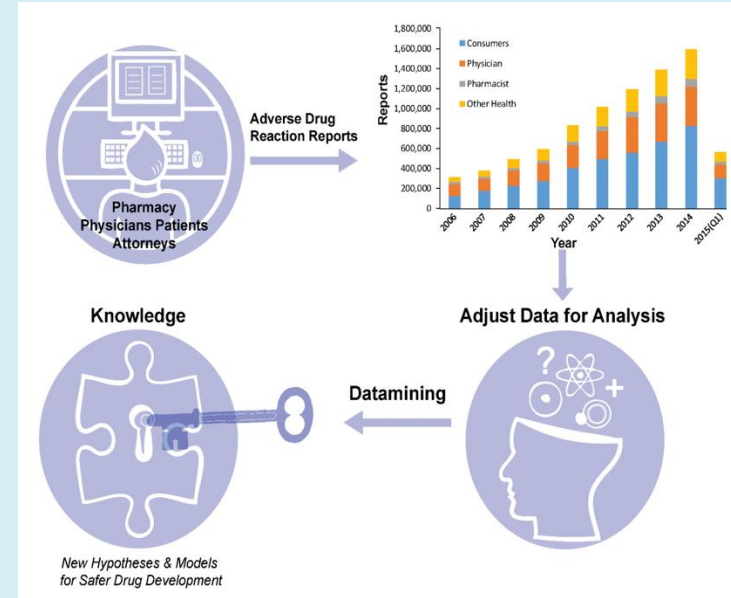 Pharmacy
Physicians Patients
Attorneys
Adverse Drug
Reaction Reports
Reports
1,800,000
1,600,000
1,400,000
1,200,000
1,000,000
800,000
600,000
400,000
200,000
0
Consumers
Physician
Pharmacist
Other Health
2006
2007
2008
2009
2010
2011
2012
2013
2014
2015(Q1)
Year
Knowledge
Adjust Data for Analysis
?
+
Datamining
New Hypotheses & Models
for Safer Drug Development